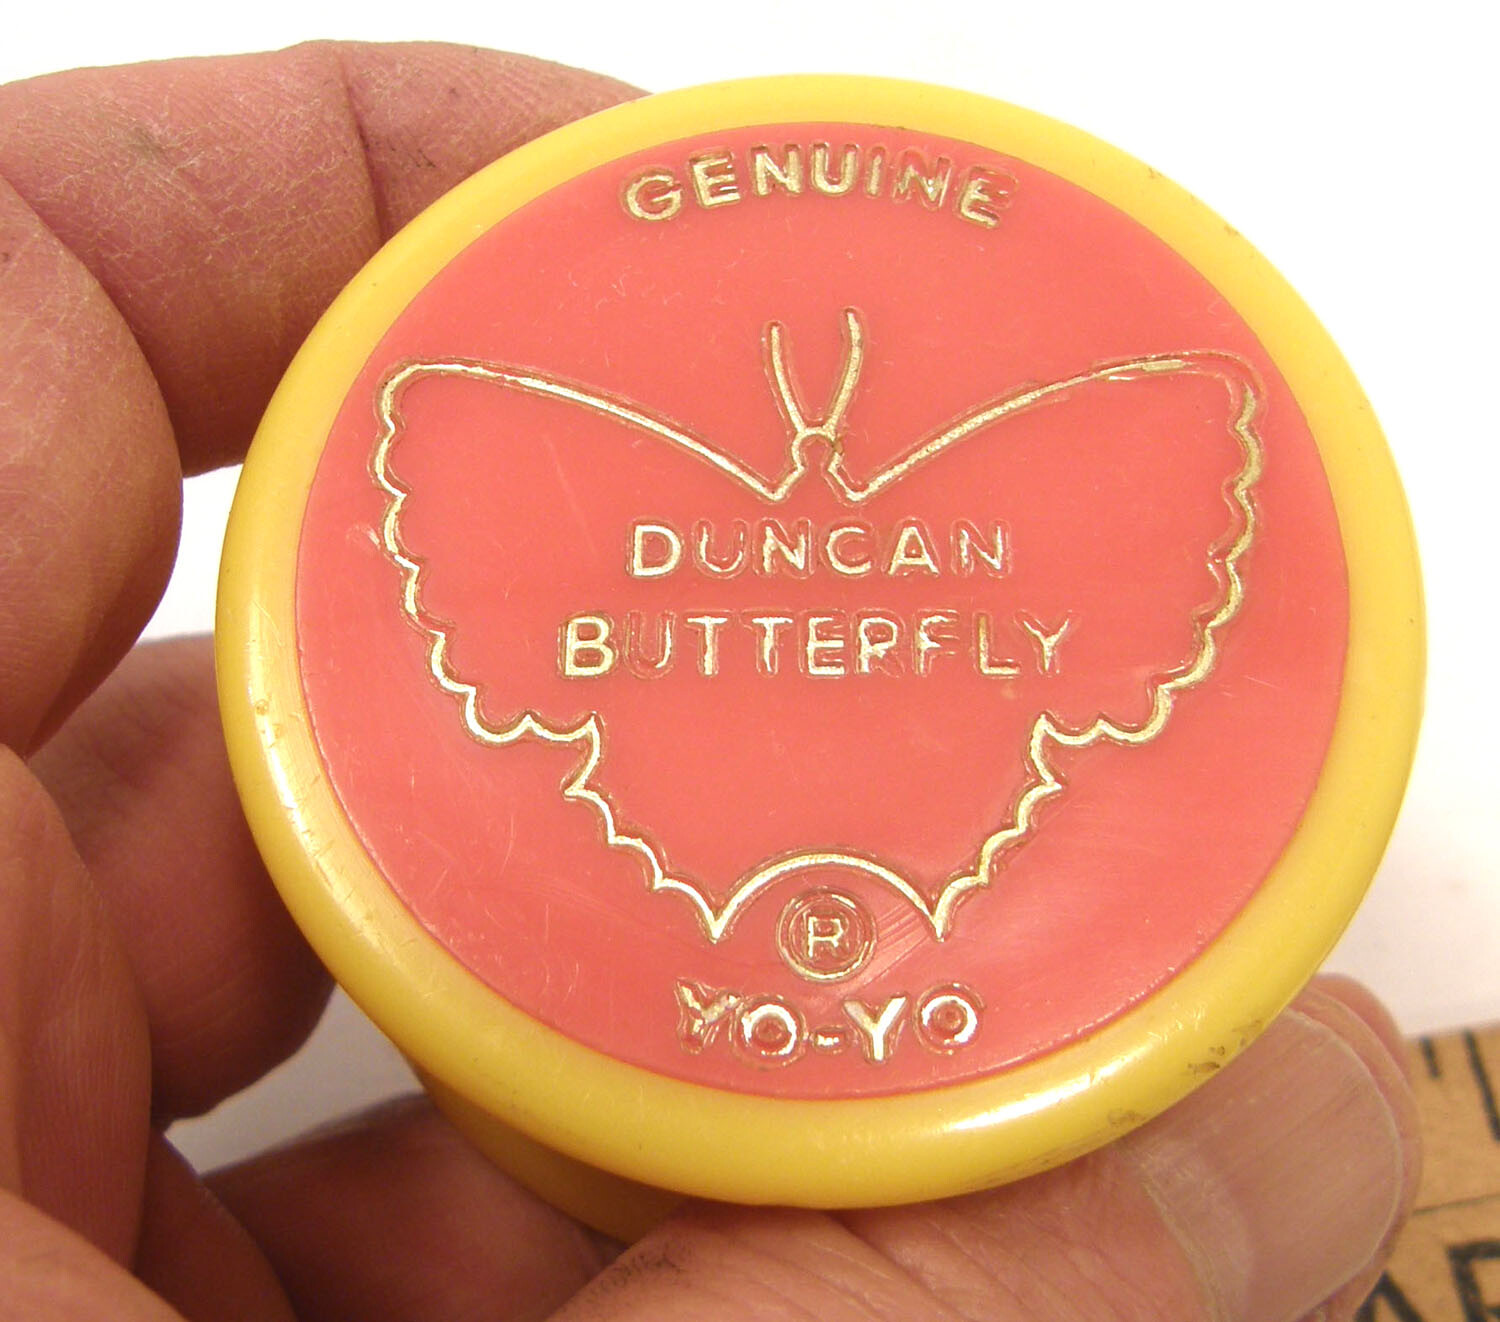 GENUINE
DUNCAN
BUTTERFLY
®
YO-YO